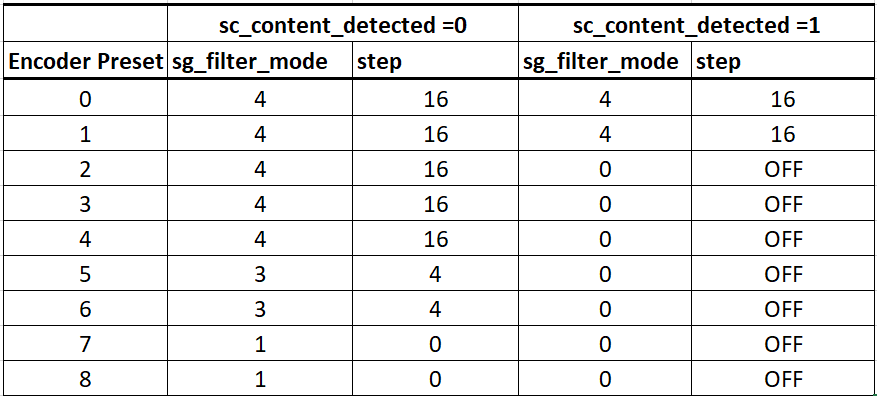 sc_content_detected =0 sc_content_detected =1
Encoder Preset sg_filter_mode step sg_filter_mode step
0 4 16 4 16
1 4 16 4 16
2 4 16 0 OFF
3 4 16 0 OFF
4 4 16 0 OFF
5 3 4 0 OFF
6 3 4 0 OFF
7 1 0 0 OFF
8 1 0 0 OFF